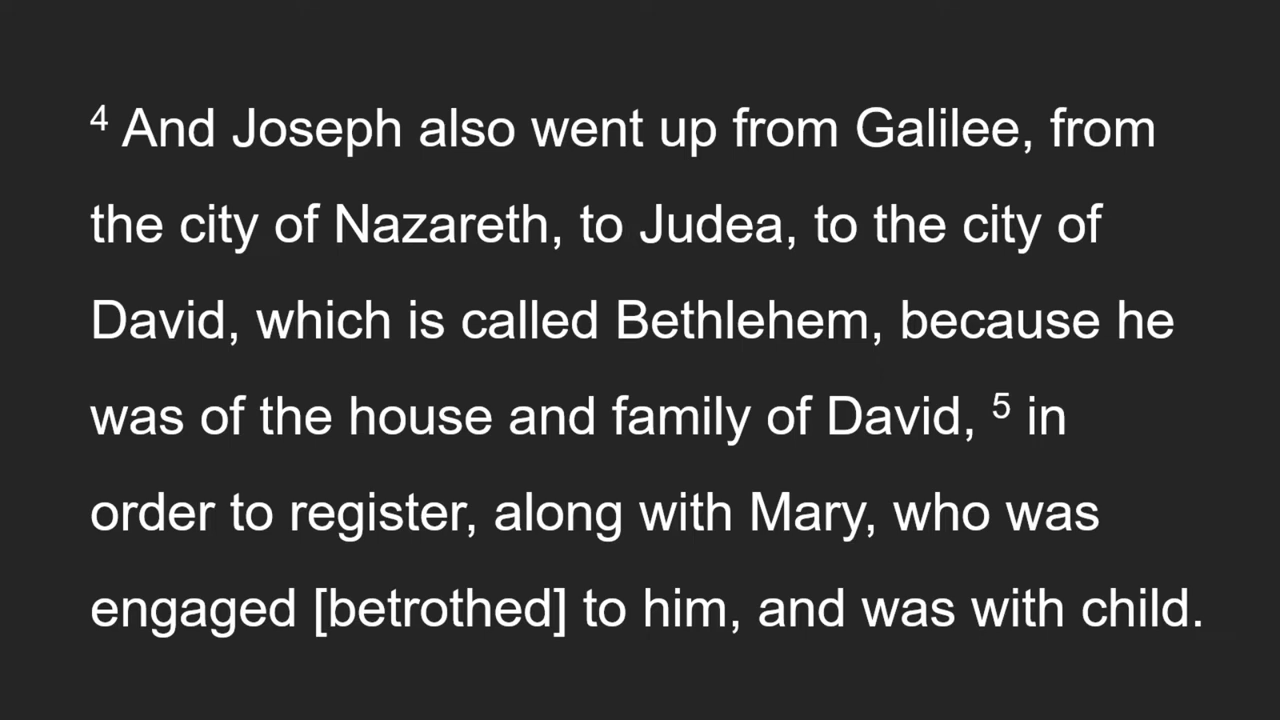 4 And Joseph also went up from Galilee, from
the city of Nazareth, to Judea, to the city of
David, which is called Bethlehem, because he
was of the house and family of David, 5 in
order to register, along with Mary, who was
engaged [betrothed] to him, and was with child.